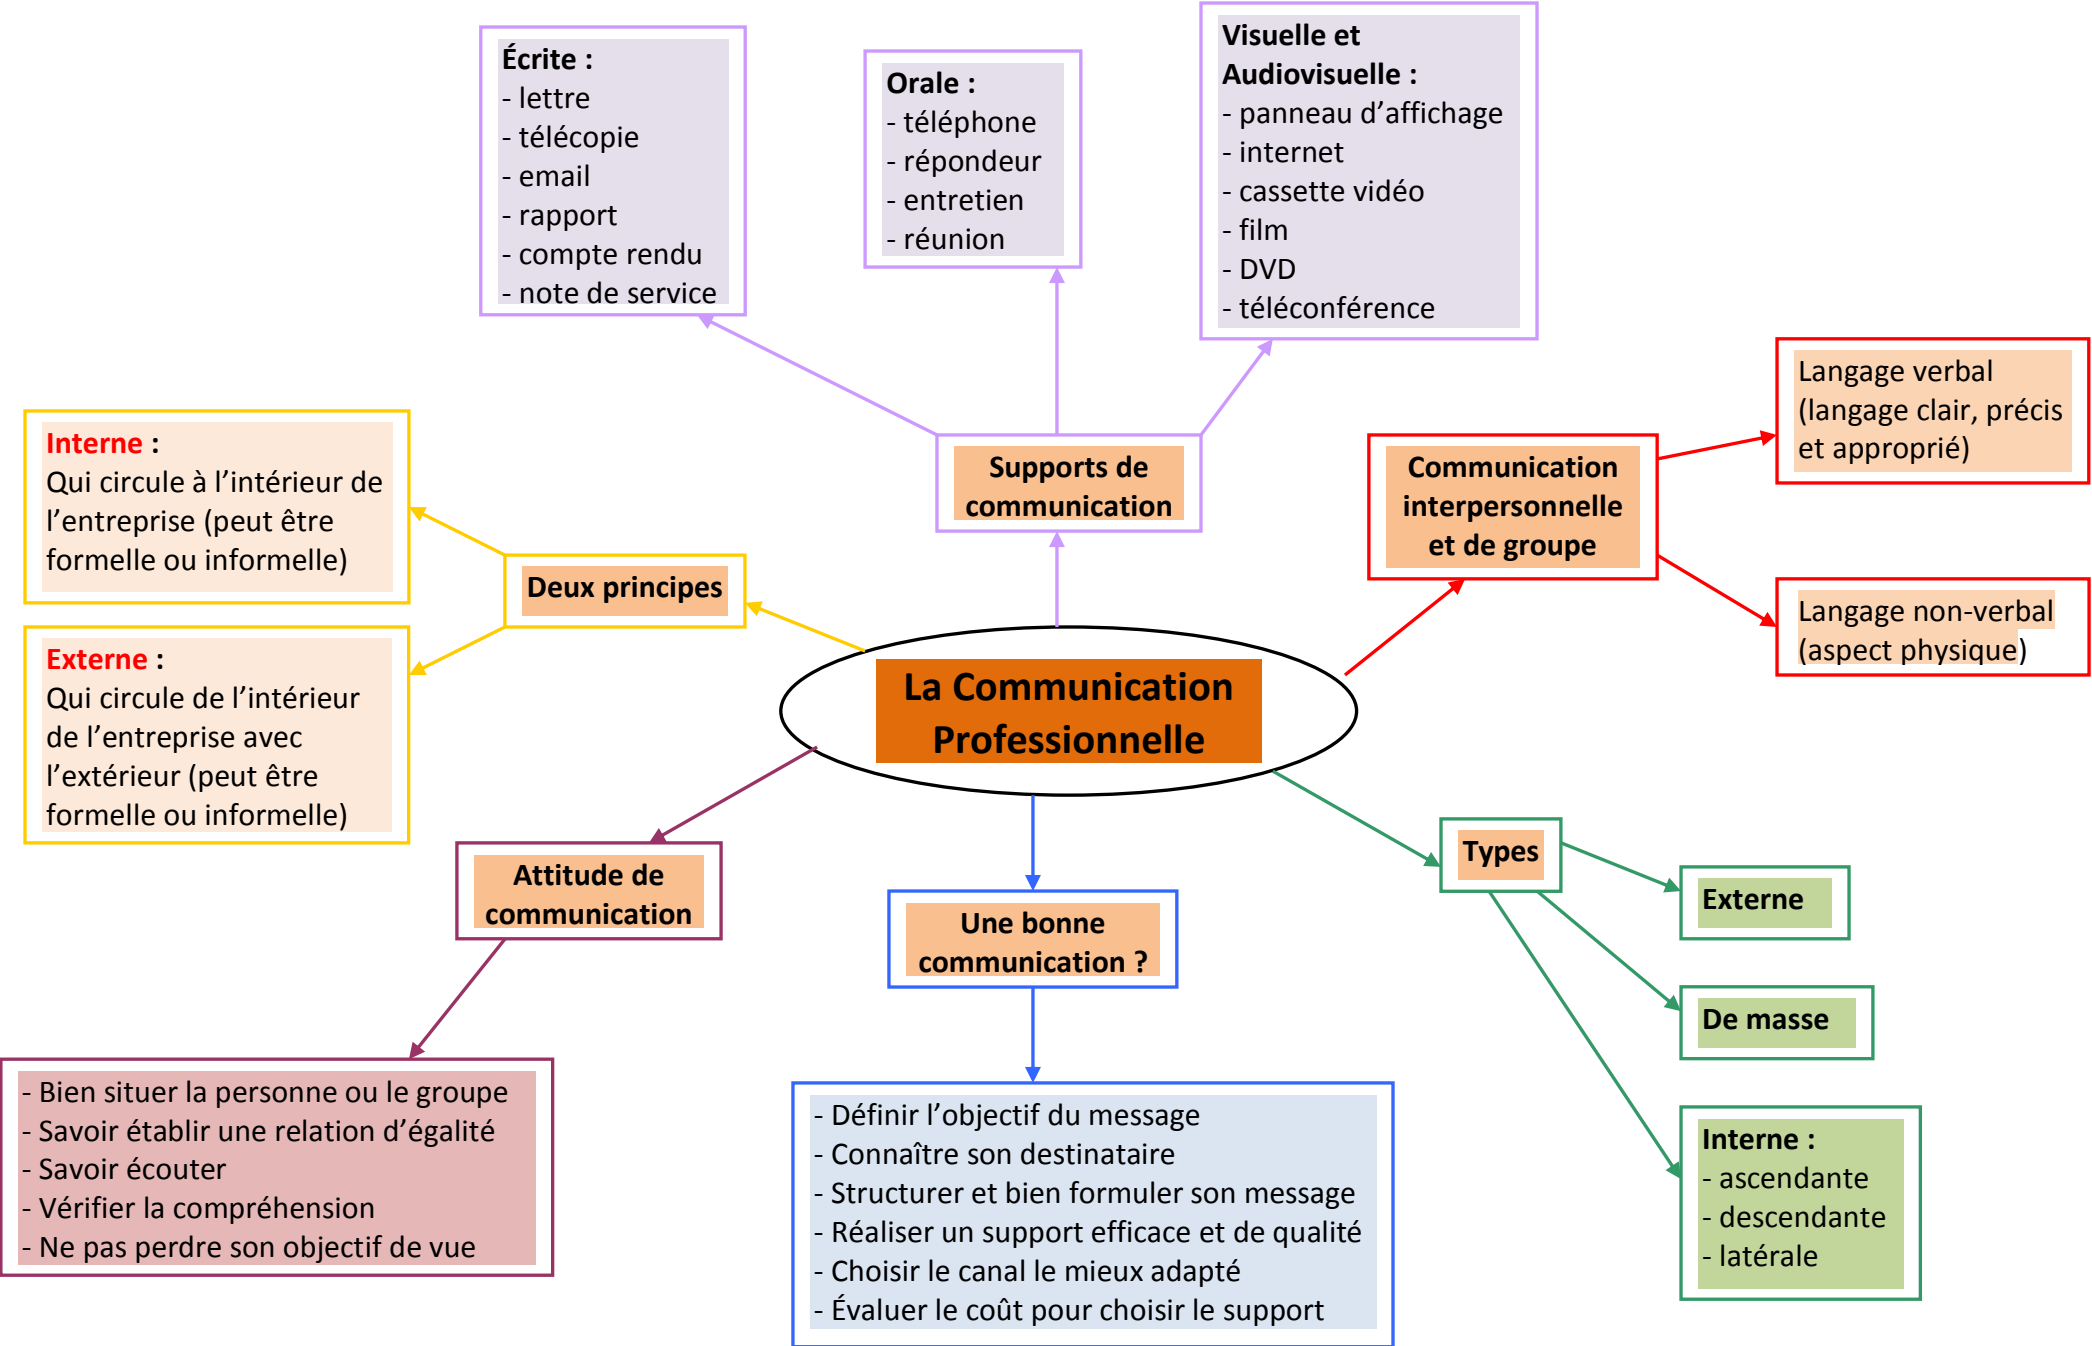 Écrite :
- lettre
- télécopie
- email
- rapport
- compte rendu
- note de service
Orale :
- téléphone
- répondeur
- entretien
- réunion
Visuelle et
Audiovisuelle :
- panneau d’affichage
- internet
- cassette vidéo
- film
- DVD
- téléconférence
Langage verbal
(langage clair, précis
et approprié)
Interne :
Qui circule à l’intérieur de
l’entreprise (peut être
formelle ou informelle)
Supports de
communication
Communication
interpersonnelle
et de groupe
Deux principes
Langage non-verbal
(aspect physique)
Externe :
Qui circule de l’intérieur
de l’entreprise avec
l’extérieur (peut être
formelle ou informelle)
La Communication
Professionnelle
Attitude de
communication
Une bonne
communication ?
Types
Externe
De masse
- Bien situer la personne ou le groupe
- Savoir établir une relation d’égalité
- Savoir écouter
- Vérifier la compréhension
- Ne pas perdre son objectif de vue
- Définir l’objectif du message
- Connaître son destinataire
- Structurer et bien formuler son message
- Réaliser un support efficace et de qualité
- Choisir le canal le mieux adapté
- Évaluer le coût pour choisir le support
Interne :
- ascendante
- descendante
- latérale